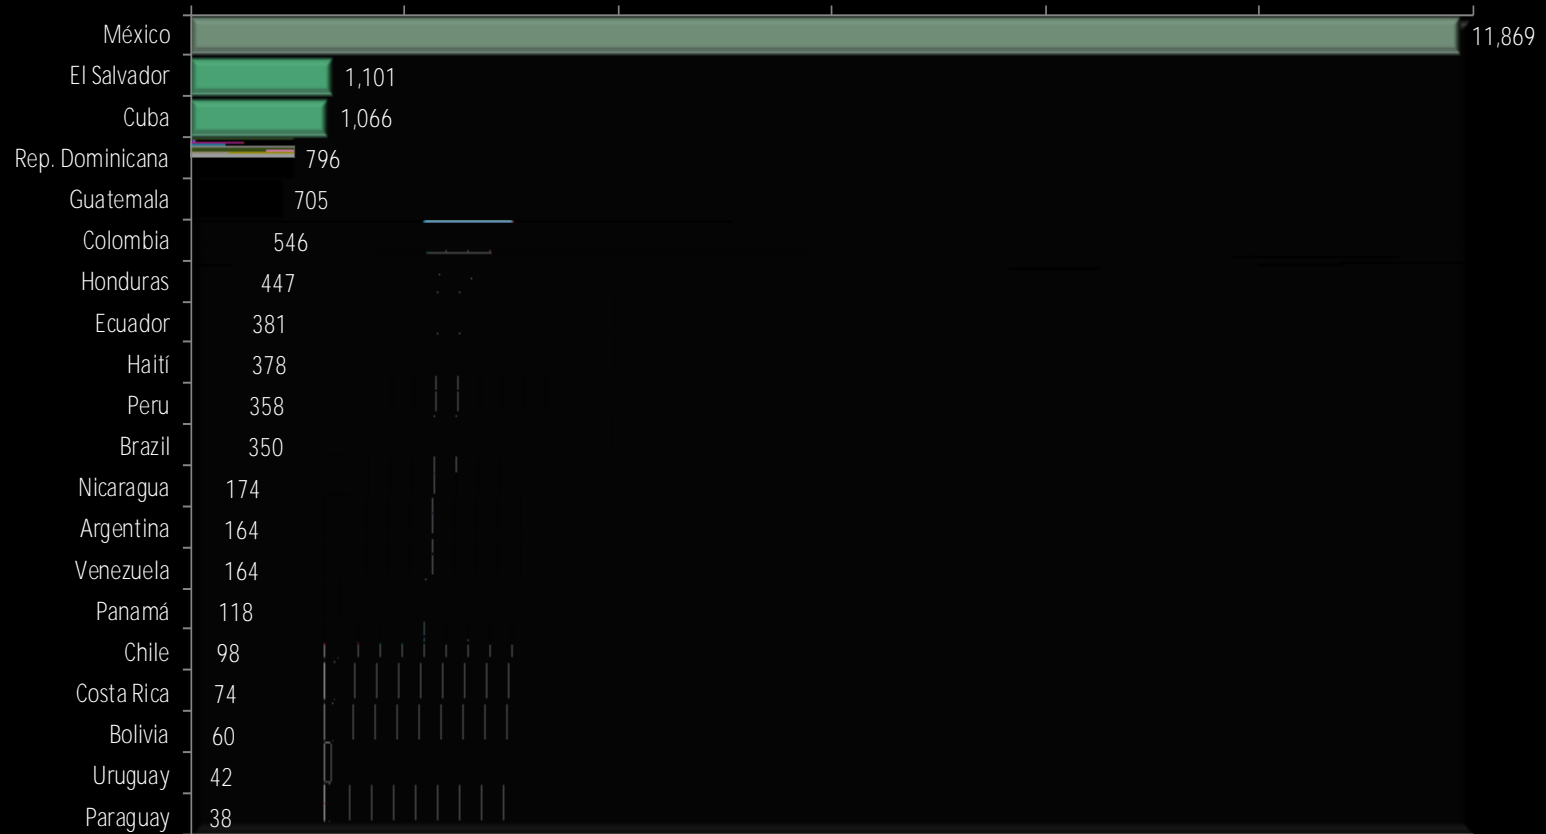 México 11,869
El Salvador 1,101
Cuba 1,066
Rep. Dominicana 796
Guatemala 705
Colombia 546
Honduras 447
Ecuador 381
Haití 378
Peru 358
Brazil 350
Nicaragua 174
Argentina 164
Venezuela 164
Panamá 118
Chile 98
Costa Rica 74
Bolivia 60
Uruguay 42
Paraguay 38